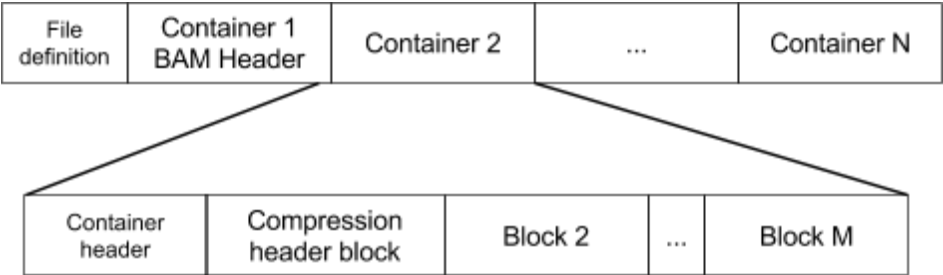 File
definition
Container 1
BAM Header
Container 2
...
Container N
Container
header
Compression
header block
Block 2
...
Block M